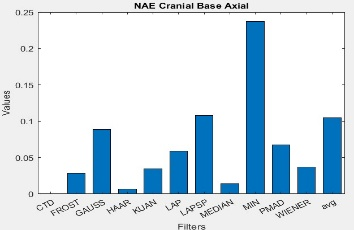 NAE Cranial Base Axial
0.25
0.2
0.15
0.1
0.05
0
Values
CTD FROST GAUSS HAAR KUAN LAP LAPSP MEDIAN MIN PMAD WIENER avg
Filters